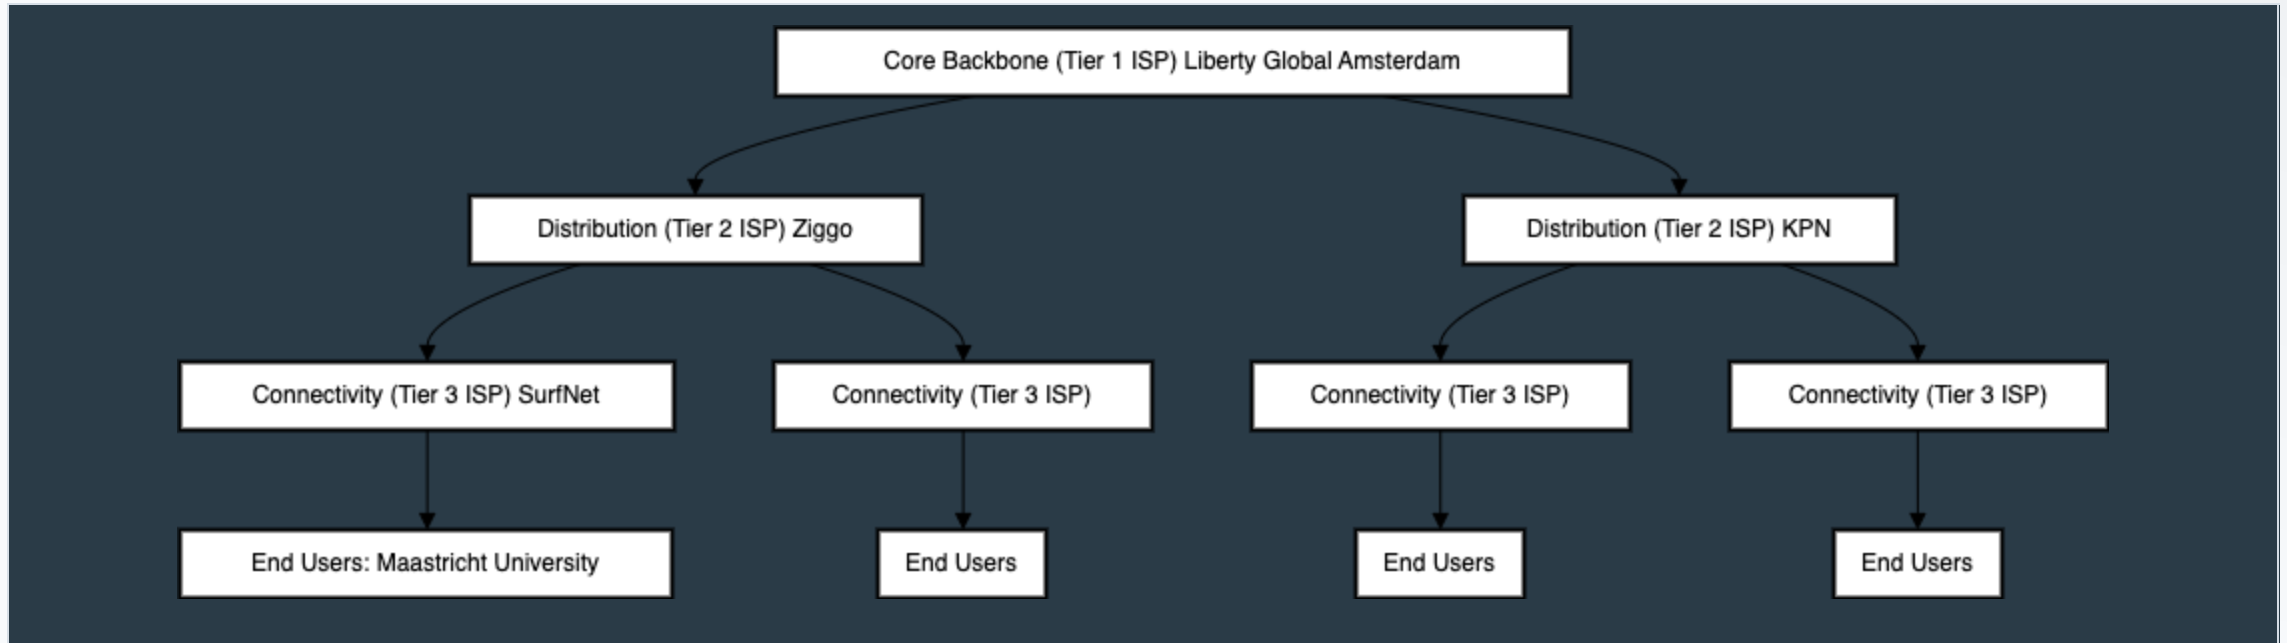 Core Backbone (Tier 1 ISP) Liberty Global Amsterdam
Distribution (Tier 2 ISP) Ziggo
Distribution (Tier 2 ISP) KPN
Connectivity (Tier 3 ISP) SurfNet
Connectivity (Tier 3 ISP)
Connectivity (Tier 3 ISP)
Connectivity (Tier 3 ISP)
End Users: Maastricht University
End Users
End Users
End Users